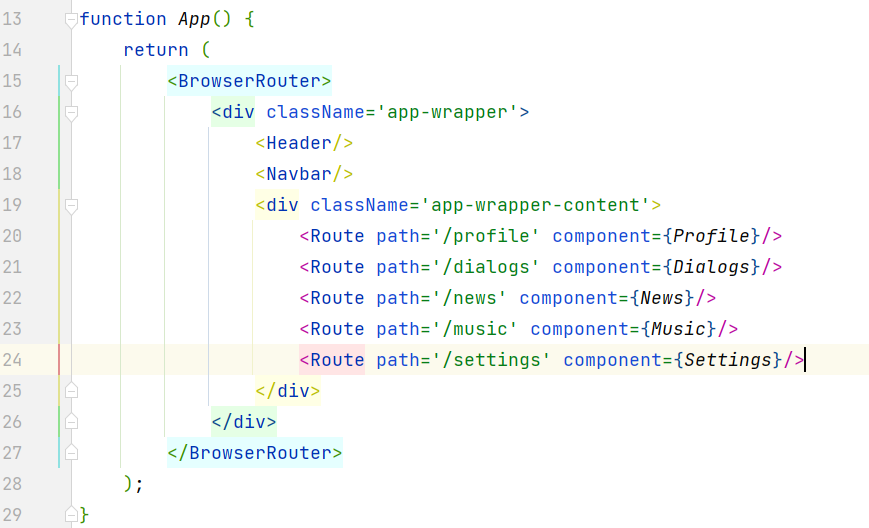 13 function App() {
14     return (
15         <BrowserRouter>
16             <div className='app-wrapper'>
17                 <Header/>
18                 <Navbar/>
19                 <div className='app-wrapper-content'>
20                     <Route path='/profile' component={Profile}/>
21                     <Route path='/dialogs' component={Dialogs}/>
22                     <Route path='/news' component={News}/>
23                     <Route path='/music' component={Music}/>
24                     <Route path='/settings' component={Settings}/>
25                 </div>
26             </div>
27         </BrowserRouter>
28     );
29 }